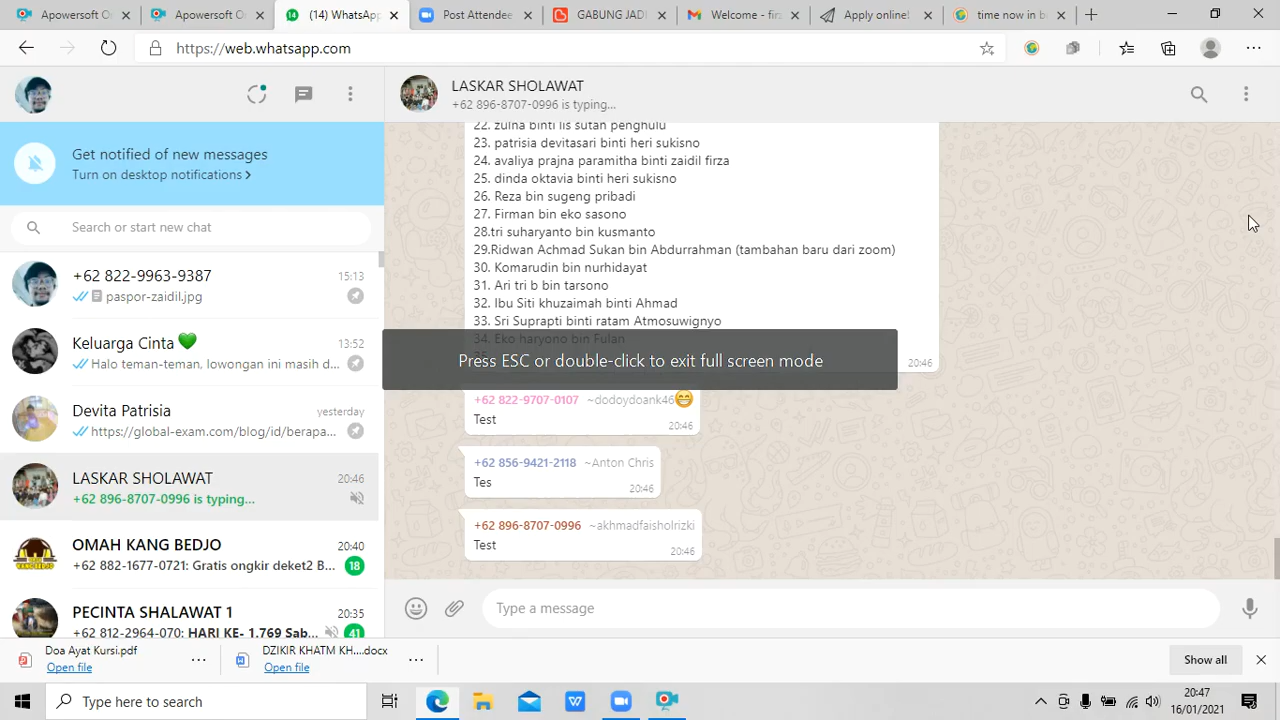 Apowersoft O
Apowersoft O
14
(14) WhatsAp
Post Attendee
GABUNG JADI
Welcome - fir
Apply online!
time now in b
https://web.whatsapp.com
LASKAR SHOLAWAT
+62 896-8707-0996 is typing...
Get notified of new messages
Turn on desktop notifications >
Search or start new chat
+62 822-9963-9387
15:13
paspor-zaidil.jpg
Keluarga Cinta
13:52
Halo teman-teman, lowongan ini masih d...
Devita Patrisia
yesterday
https://global-exam.com/blog/id/berapa...
LASKAR SHOLAWAT
20:46
+62 896-8707-0996 is typing...
OMAH KANG BEDJO
20:40
+62 882-1677-0721: Gratis ongkir deket2 B...
18
PECINTA SHALAWAT 1
20:35
+62 812-2964-070: HARI KE- 1.769 Sab...
41
22. zulna binti lis sutan penghulu
23. patrisia devitasari binti heri sukisno
24. avaliya prajna paramitha binti zaidil firza
25. dinda oktavia binti heri sukisno
26. Reza bin sugeng pribadi
27. Firman bin eko sasono
28.tri suharyanto bin kusmanto
29.Ridwan Achmad Sukan bin Abdurrahman (tambahan baru dari zoom)
30. Komarudin bin nurhidayat
31. Ari tri b bin tarsono
32. Ibu Siti khuzaimah binti Ahmad
33. Sri Suprapti binti ratam Atmosuwignyo
34. Eko haryono bin Fulan
20:46
Press ESC or double-click to exit full screen mode
+62 822-9707-0107 ~dodoydoank46
Test
20:46
+62 856-9421-2118 ~Anton Chris
Tes
20:46
+62 896-8707-0996 ~akhmadfaisholrizki
Test
20:46
Type a message
Doa Ayat Kursi.pdf
Open file
DZIKIR KHATM KH....docx
Open file
Show all
Type here to search
20:47
16/01/2021